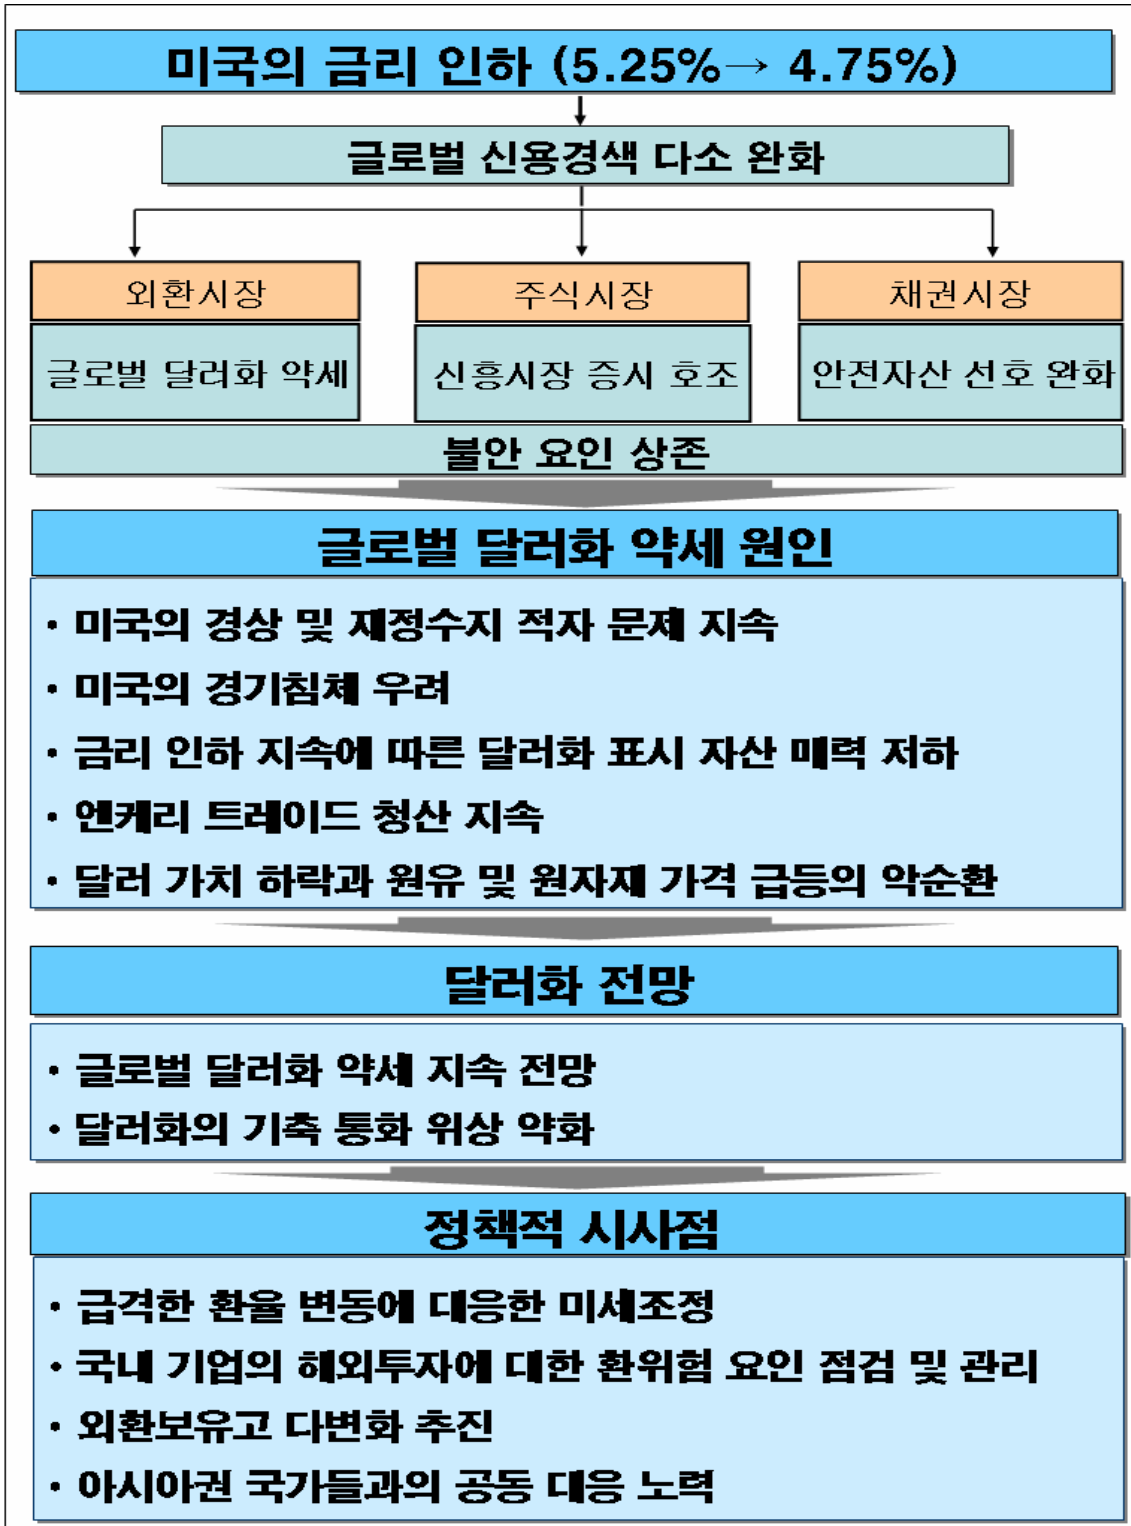 미국의 금리 인하 (5.25%→ 4.75%)
글로벌 신용경색 다소 완화
외환시장
주식시장
채권시장
글로벌 달러화 약세
신흥시장 증시 호조
안전자산 선호 완화
불안 요인 상존
글로벌 달러화 약세 원인
• 미국의 경상 및 재정수지 적자 문제 지속
• 미국의 경기침체 우려
• 금리 인하 지속에 따른 달러화 표시 자산 매력 저하
• 엔케리 트레이드 청산 지속
• 달러 가치 하락과 원유 및 원자재 가격 급등의 악순환
달러화 전망
• 글로벌 달러화 약세 지속 전망
• 달러화의 기축 통화 위상 약화
정책적 시사점
• 급격한 환율 변동에 대응한 미세조정
• 국내 기업의 해외투자에 대한 환위험 요인 점검 및 관리
• 외환보유고 다변화 추진
• 아시아권 국가들과의 공동 대응 노력